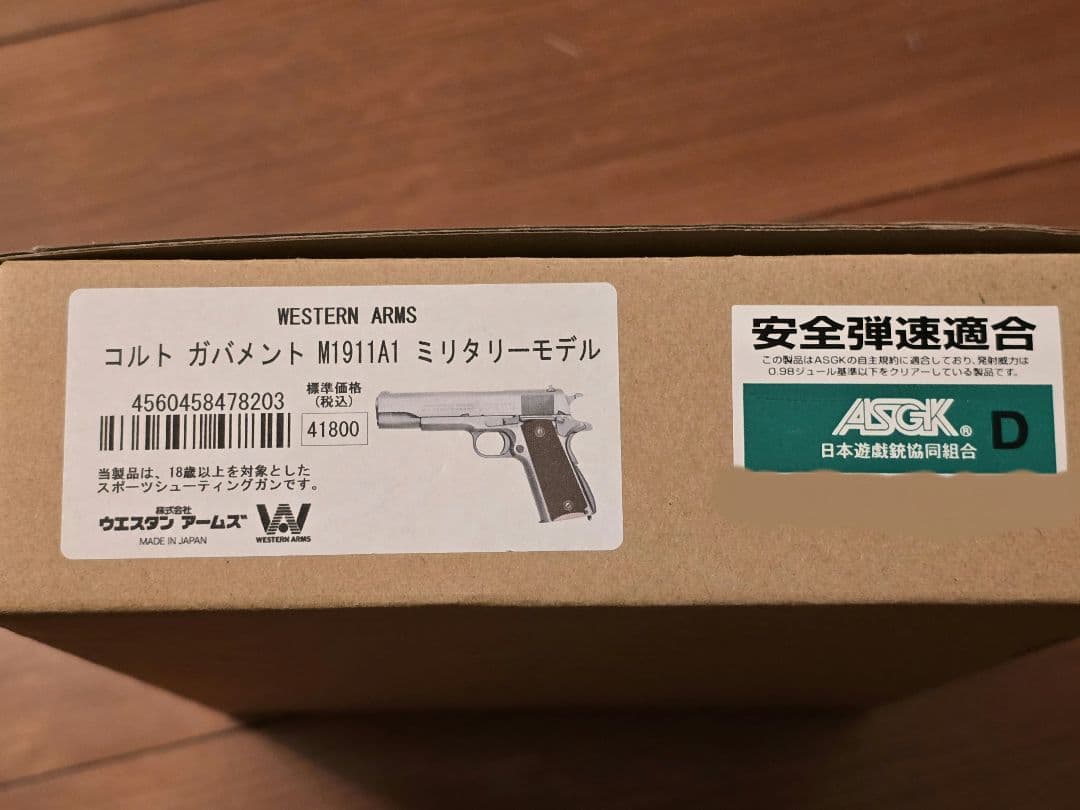 WESTERN ARMS
コルト ガバメント M1911A1 ミリタリーモデル
4560458478203
標準価格
(税込)
41800
当製品は、18歳以上を対象とした
スポーツシューティングガンです。
株式会社
ウエスタン アームズ
MADE IN JAPAN
WESTERN ARMS
安全弾速適合
この製品はASGKの自主規約に適合しており、発射威力は
0.98ジュール基準以下をクリアーしている製品です。
ASGK® D
日本遊戯銃協同組合